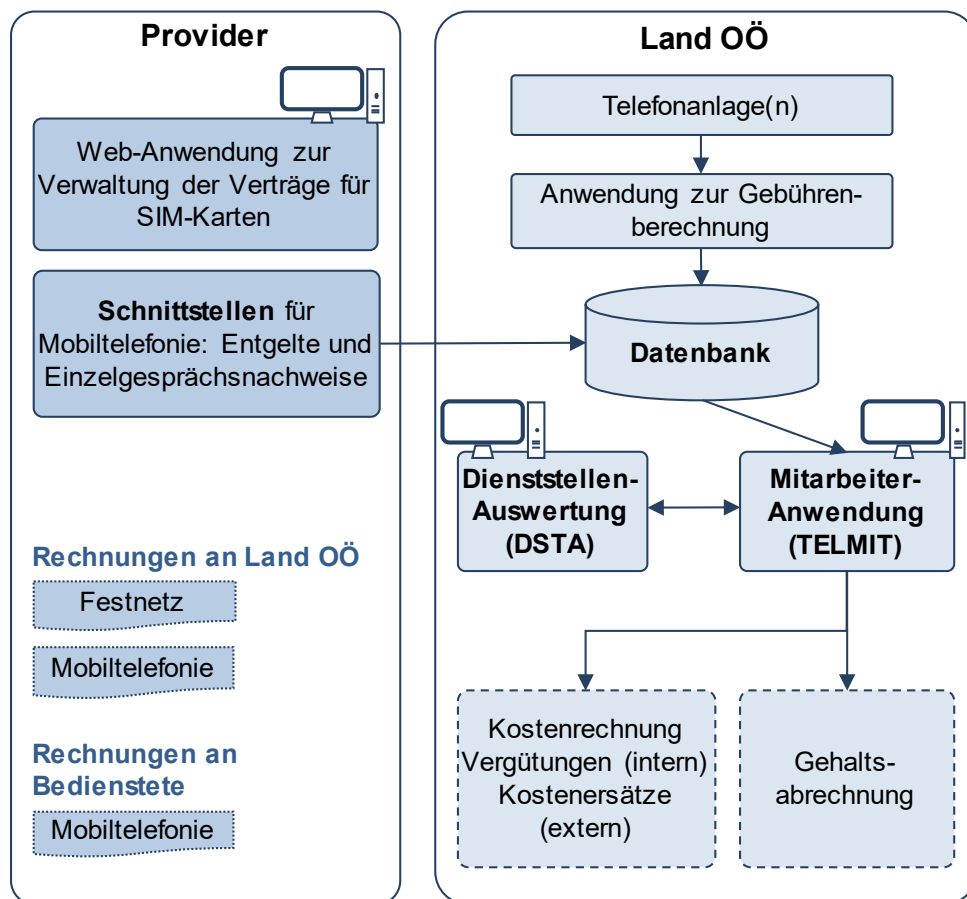 Provider
Web-Anwendung zur
Verwaltung der Verträge für
SIM-Karten
Schnittstellen für
Mobiltelefonie: Entgelte und
Einzelgesprächsnachweise
Rechnungen an Land OÖ
Festnetz
Mobiltelefonie
Rechnungen an
Bedienstete
Mobiltelefonie
Land OÖ
Telefonanlage(n)
Anwendung zur Gebühren-
berechnung
Datenbank
Dienststellen-
Auswertung
(DSTA)
Mitarbeiter-
Anwendung
(TELMIT)
Kostenrechnung
Vergütungen (intern)
Kostenersätze
(extern)
Gehalts-
abrechnung